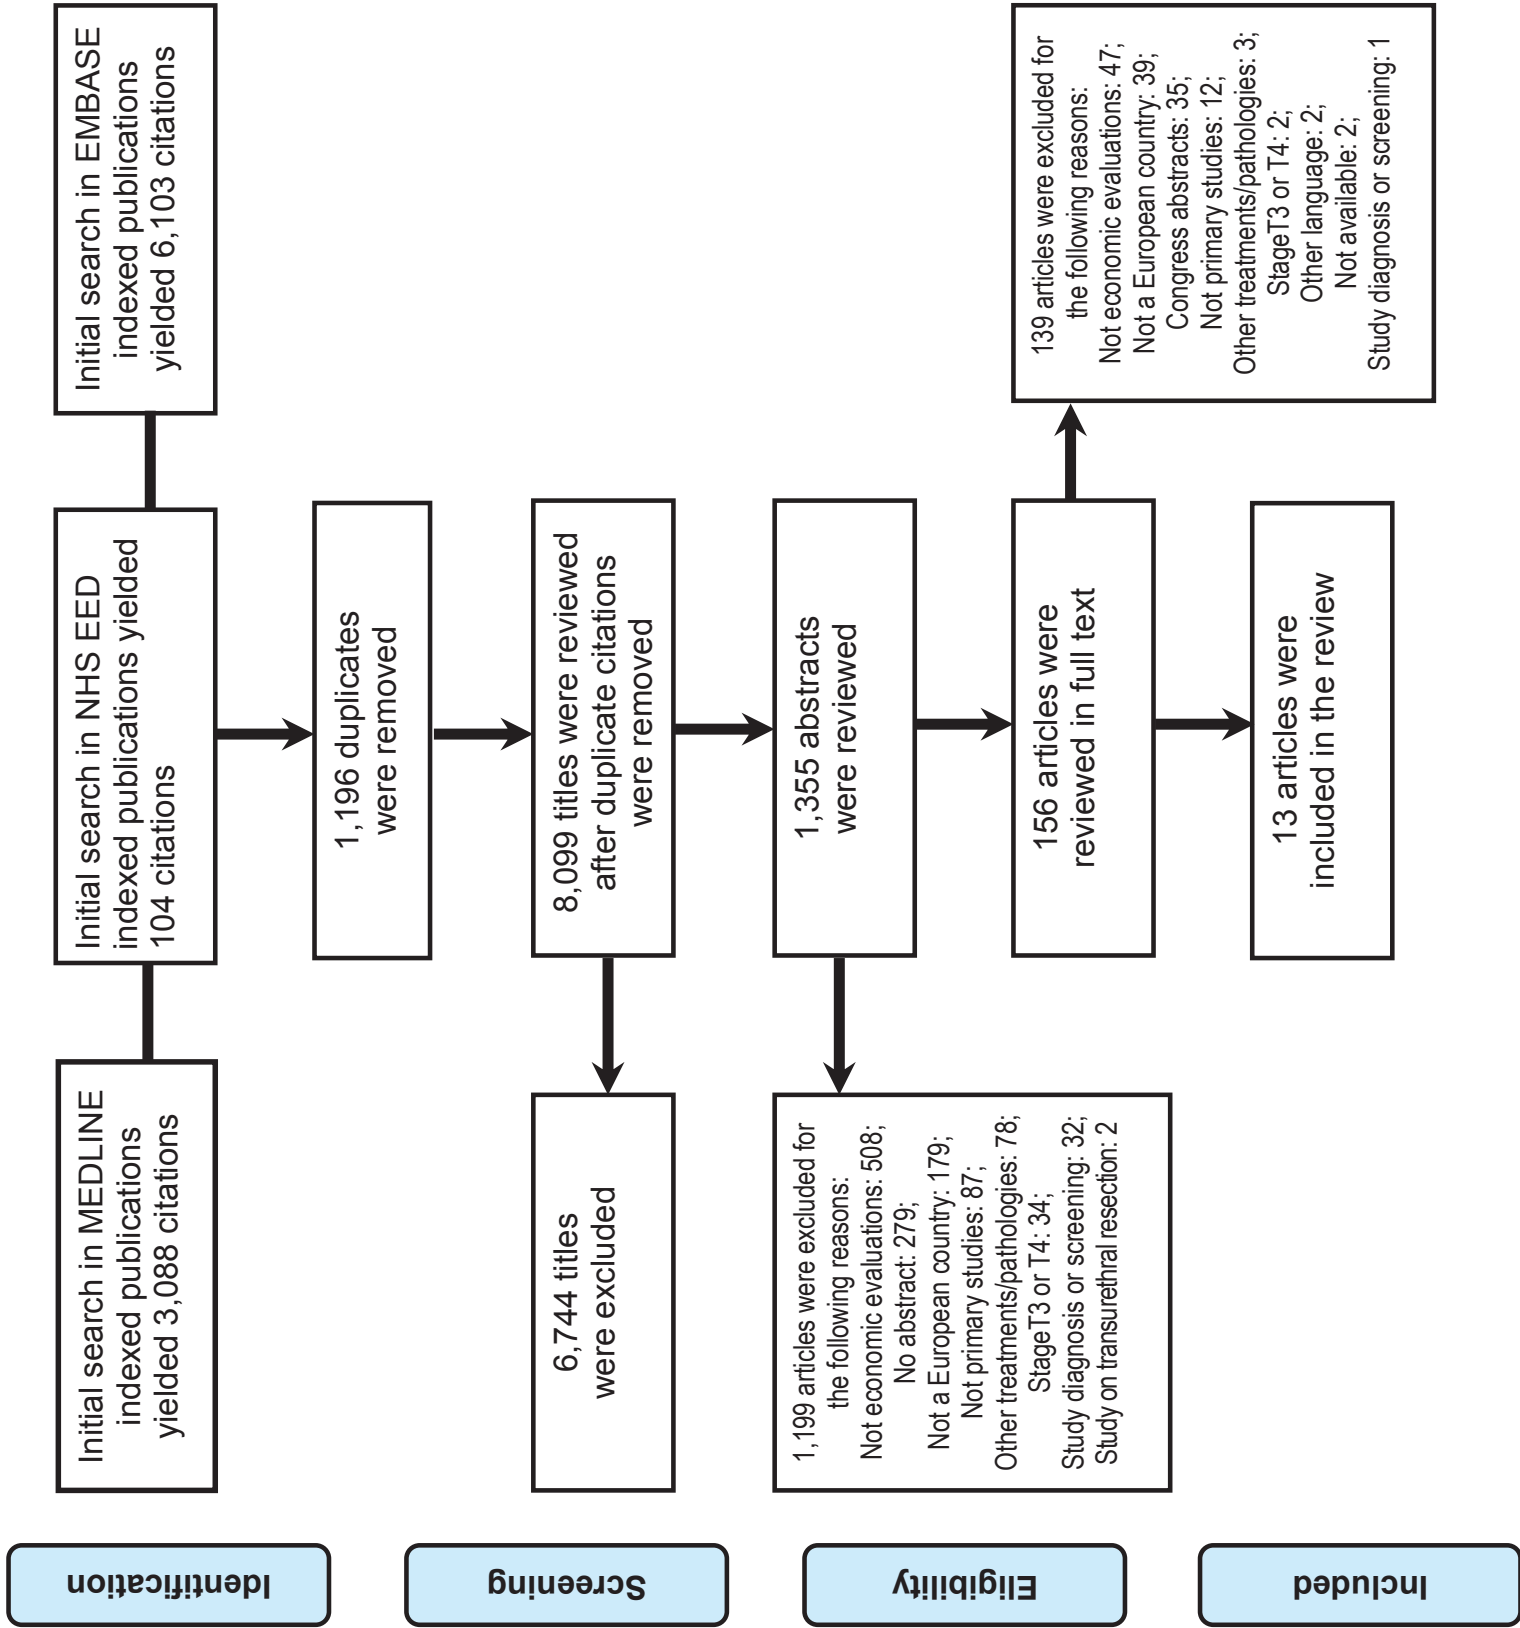 Initial search in MEDLINE
indexed publications
yielded 3,088 citations
Initial search in NHS EED
indexed publications yielded
104 citations
Initial search in EMBASE
indexed publications
yielded 6,103 citations
1,196 duplicates
were removed
8,099 titles were reviewed
after duplicate citations
were removed
6,744 titles
were excluded
1,355 abstracts
were reviewed
1,199 articles were excluded for
the following reasons:
Not economic evaluations: 508;
No abstract: 279;
Not a European country: 179;
Not primary studies: 87;
Other treatments/pathologies: 78;
StageT3 or T4: 34;
Study diagnosis or screening: 32;
Study on transurethral resection: 2
156 articles were
reviewed in full text
139 articles were excluded for
the following reasons:
Not economic evaluations: 47;
Not a European country: 39;
Congress abstracts: 35;
Not primary studies: 12;
Other treatments/pathologies: 3;
StageT3 or T4: 2;
Other language: 2;
Not available: 2;
Study diagnosis or screening: 1
13 articles were
included in the review
Identification
Screening
Eligibility
Included